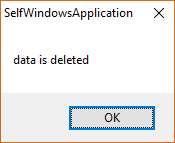 SelfWindowsApplication
data is deleted
OK